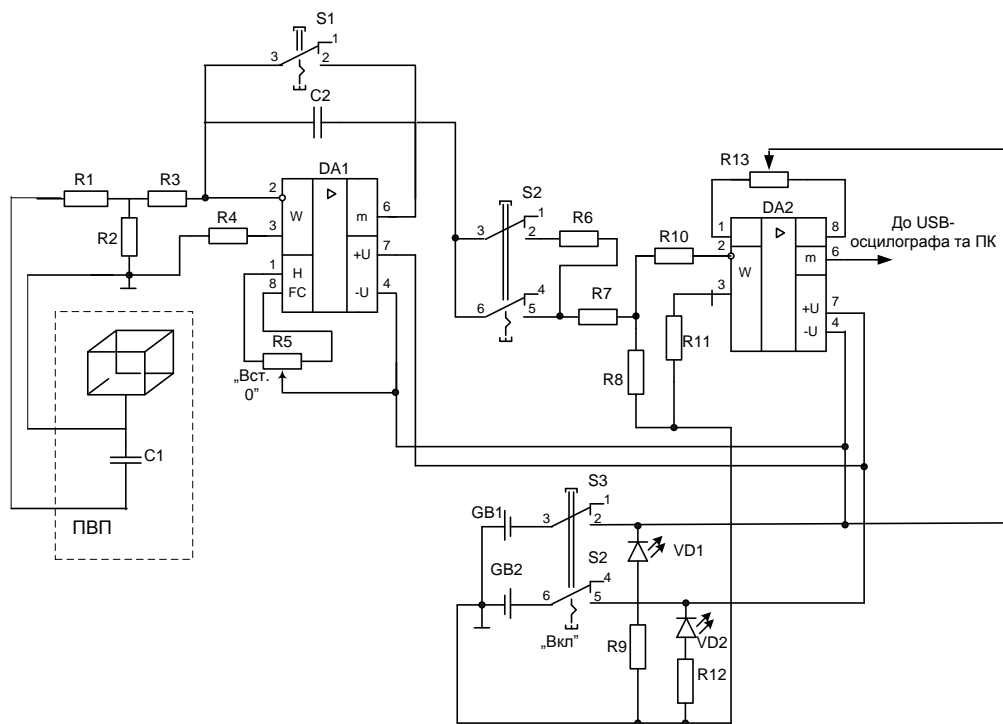 S1
3
1
2
C2
R1
R3
R2
R4
DA1
2
3
1
8
W
H
FC
m
+U
-U
6
7
4
R5
„Вст.
0”
C1
ПВП
S2
3
1
2
6
4
5
R6
R7
R10
R8
R11
R13
DA2
1
2
3
W
m
+U
-U
8
6
7
4
До USB-
осцилографа та ПК
S3
GB1
3
1
2
S2
GB2
6
4
5
„Вкл”
VD1
R9
VD2
R12